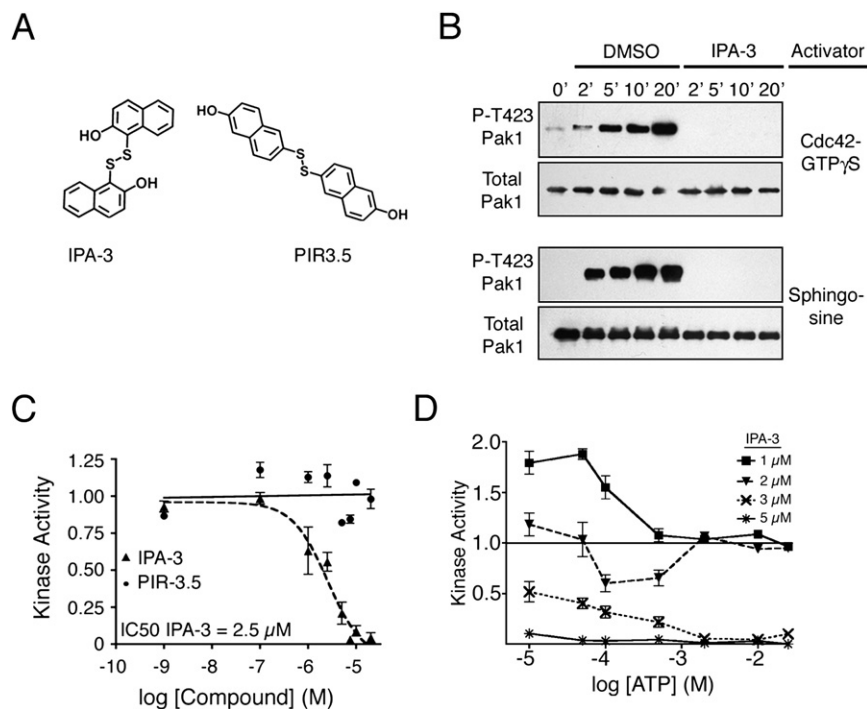 A
HO
S
S
OH
IPA-3
HO
S
S
OH
PIR3.5
B
DMSO IPA-3 Activator
0' 2' 5' 10' 20' 2' 5' 10' 20'
P-T423
Pak1
Total
Pak1
Cdc42-
GTPγS
P-T423
Pak1
Total
Pak1
Sphingo-
sine
C
Kinase Activity
1.25
1.00
0.75
0.50
0.25
0
IPA-3
PIR-3.5
IC50 IPA-3 = 2.5 µM
-10 -9 -8 -7 -6 -5 -4
log [Compound] (M)
D
Kinase Activity
2.0
1.5
1.0
0.5
IPA-3
1 µM
2 µM
3 µM
5 µM
-5 -4 -3 -2
log [ATP] (M)